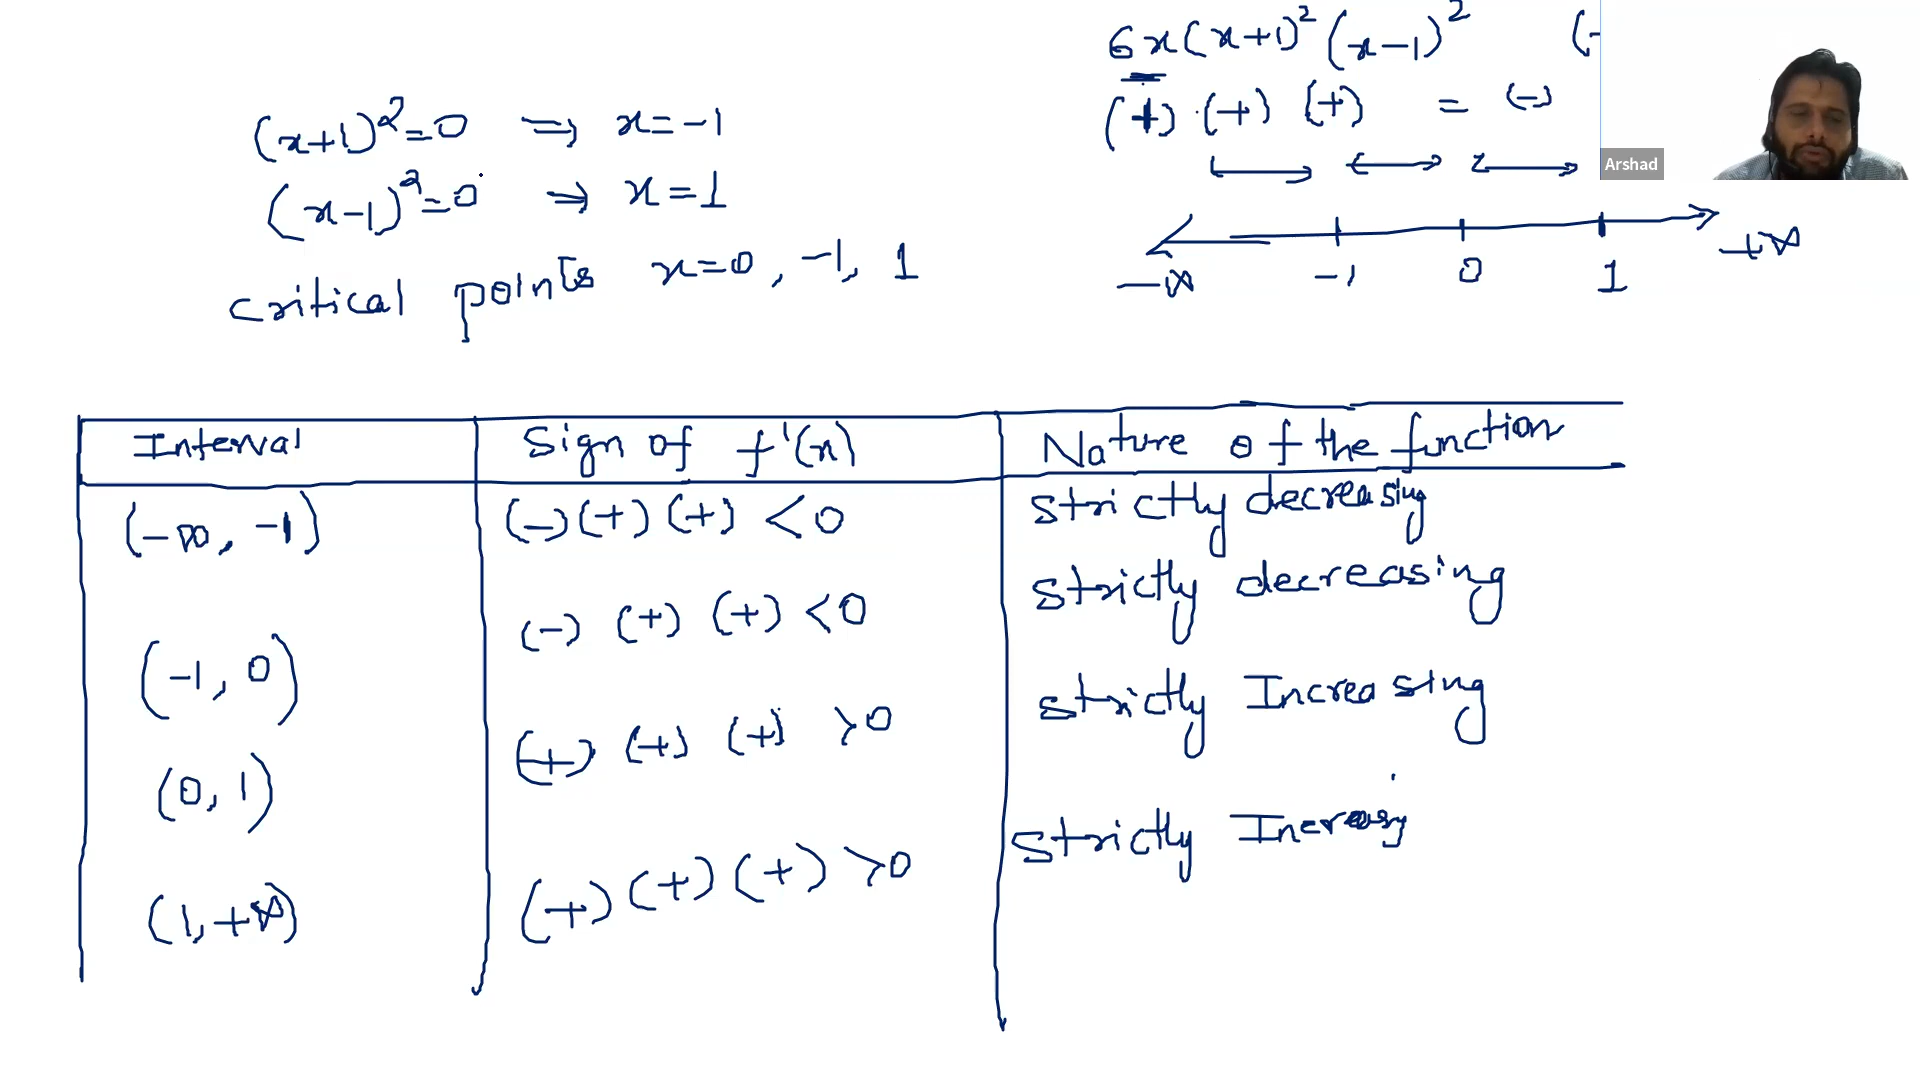 6x(x+1)² (x-1)² (-
(+) (+) (+) = (-)
Arshad
(x+1)²=0 ⇒ x=-1
(x-1)²=0 ⇒ x=1
critical points x=0, -1, 1
-∞ -1 0 1 +∞
Interval Sign of f'(x) Nature of the function
(-∞, -1) (-)(+)(+) <0 strictly decreasing
(-1, 0) (-) (+) (+) <0 strictly decreasing
(0, 1) (+) (+) (+) >0 strictly Increasing
(1, +∞) (+) (+) (+) >0 strictly